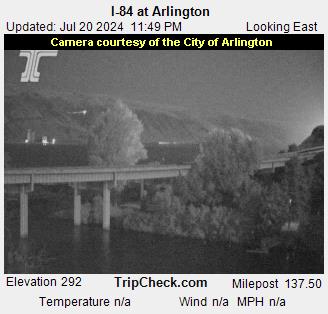 I-84 at Arlington
Updated: Jul 20 2024 11:49 PM Looking East
Camera courtesy of the City of Arlington
Elevation 292 TripCheck.com Milepost 137.50
Temperature n/a Wind n/a MPH n/a